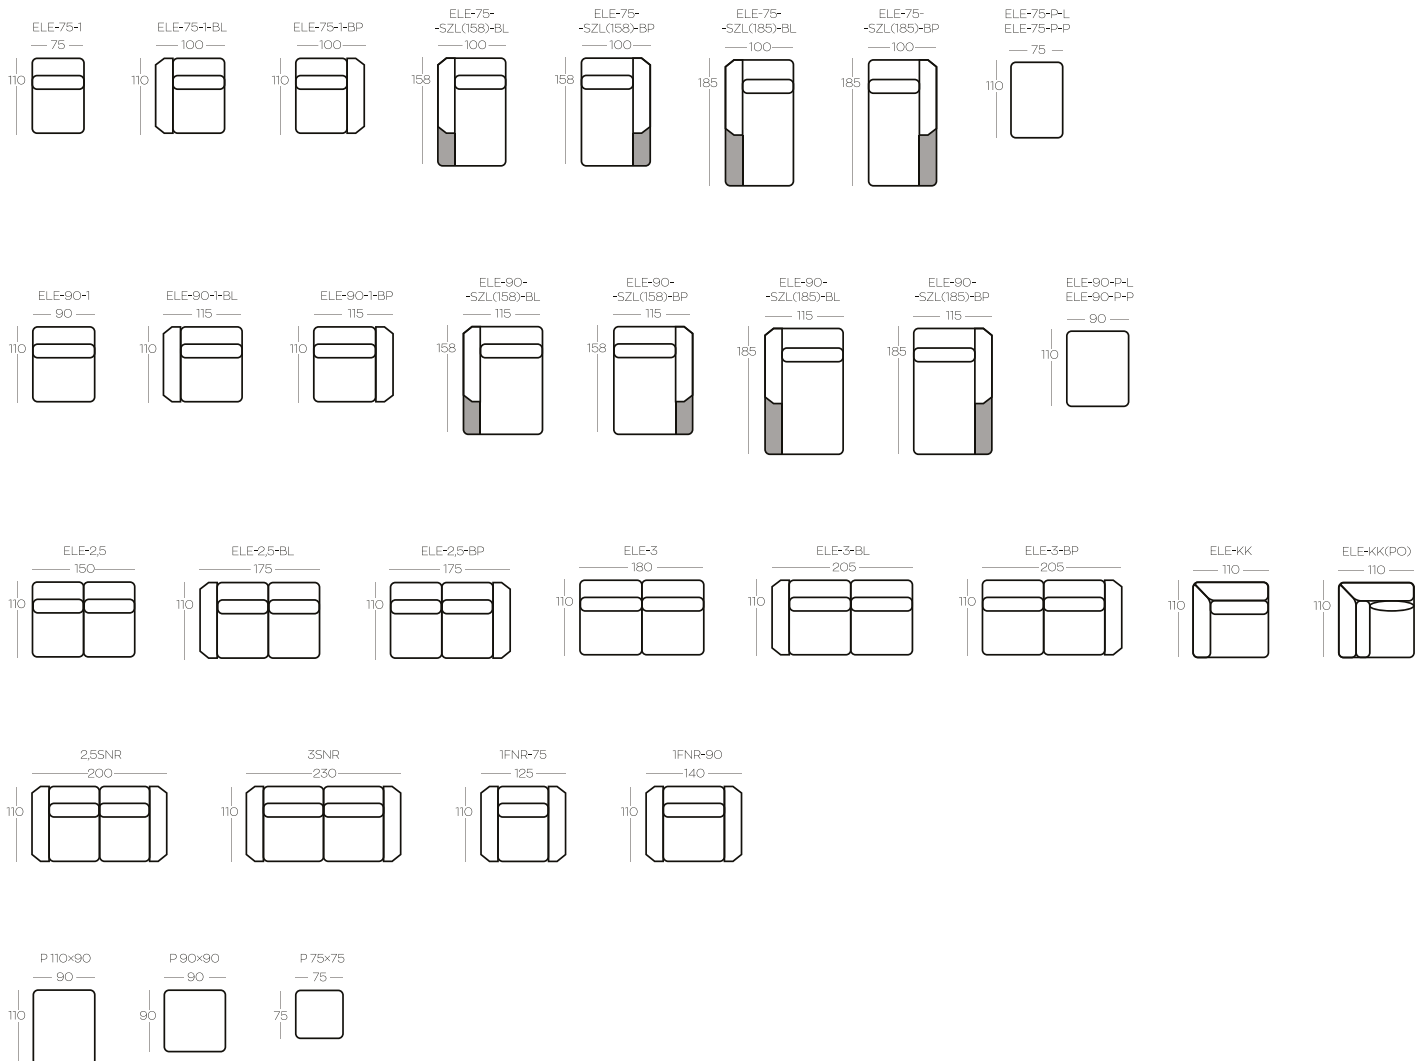 ELE-75-1
75
110
ELE-75-1-BL
100
110
ELE-75-1-BP
100
110
ELE-75-
-SZL(158)-BL
100
158
ELE-75-
-SZL(158)-BP
100
158
ELE-75-
-SZL(185)-BL
100
185
ELE-75-
-SZL(185)-BP
100
185
ELE-75-P-L
ELE-75-P-P
75
110
ELE-90-1
90
110
ELE-90-1-BL
115
110
ELE-90-1-BP
115
110
ELE-90-
-SZL(158)-BL
115
158
ELE-90-
-SZL(158)-BP
115
158
ELE-90-
-SZL(185)-BL
115
185
ELE-90-
-SZL(185)-BP
115
185
ELE-90-P-L
ELE-90-P-P
90
110
ELE-2,5
150
110
ELE-2,5-BL
175
110
ELE-2,5-BP
175
110
ELE-3
180
110
ELE-3-BL
205
110
ELE-3-BP
205
110
ELE-KK
110
110
ELE-KK(PO)
110
110
2,5SNR
200
110
3SNR
230
110
1FNR-75
125
110
1FNR-90
140
110
P 110×90
90
110
P 90×90
90
90
P 75×75
75
75